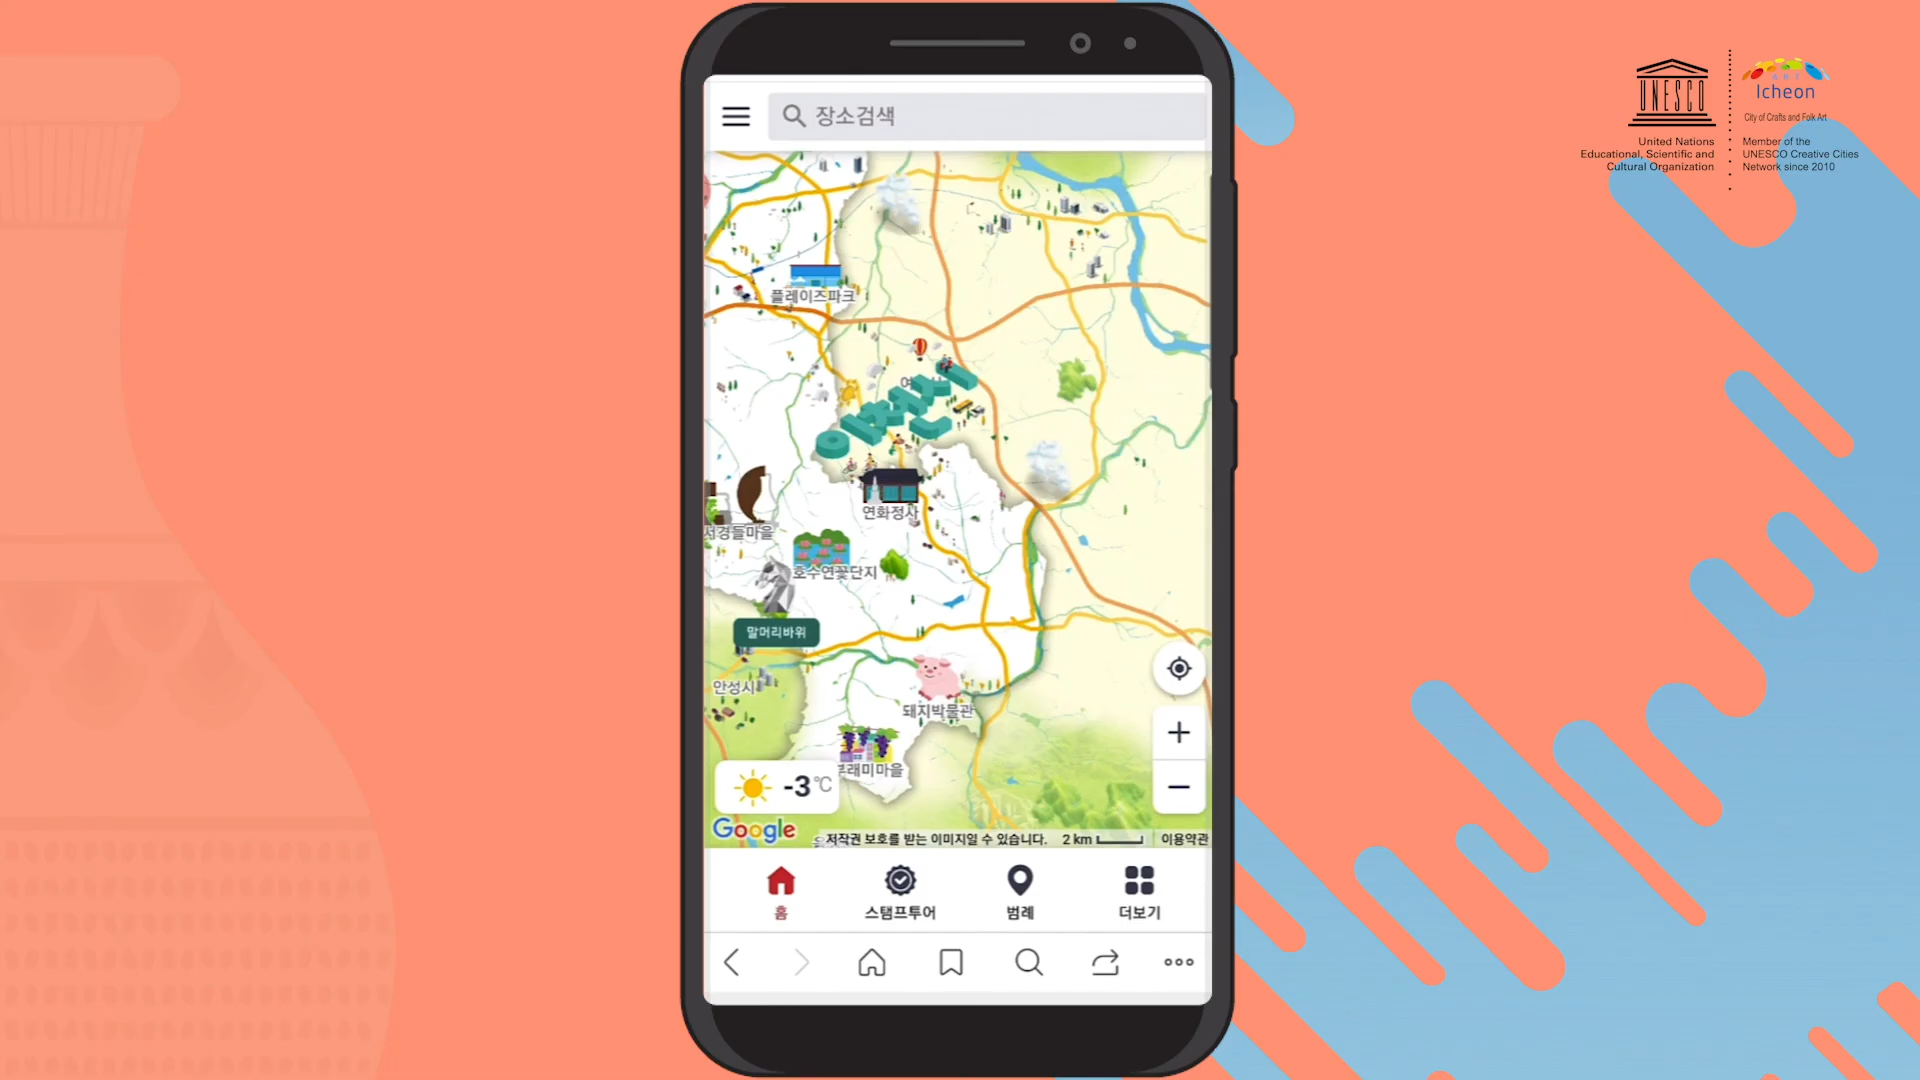 장소검색
플레이즈파크
연화정사
서경들마을
호수연꽃단지
말머리바위
안성시
돼지박물관
부래미마을
-3℃
Google
저작권 보호를 받는 이미지일 수 있습니다.
2 km
이용약관
홈
스탬프투어
범례
더보기
UNESCO
United Nations
Educational, Scientific and
Cultural Organization
ART
Icheon
City of Crafts and Folk Art
Member of the
UNESCO Creative Cities
Network since 2010